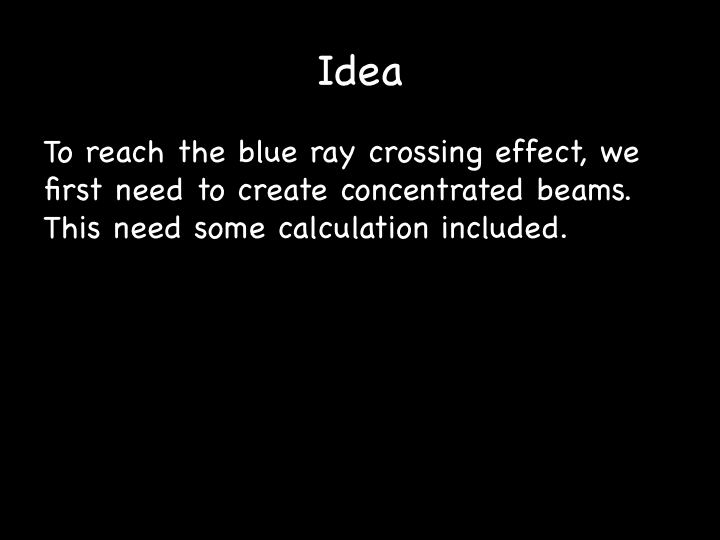 Idea
To reach the blue ray crossing effect, we
first need to create concentrated beams.
This need some calculation included.